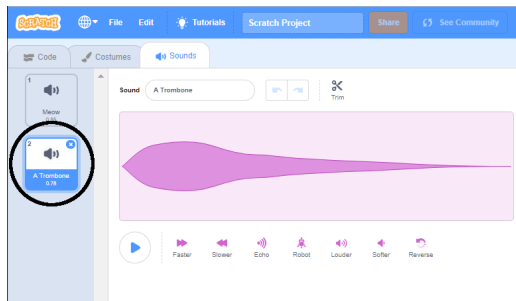 SCRATCH File Edit Tutorials Scratch Project Share See Community
Code Costumes Sounds
1
Meow
Sound A Trombone
Trim
2
A Trombone
0.78
Faster Slower Echo Robot Louder Softer Reverse